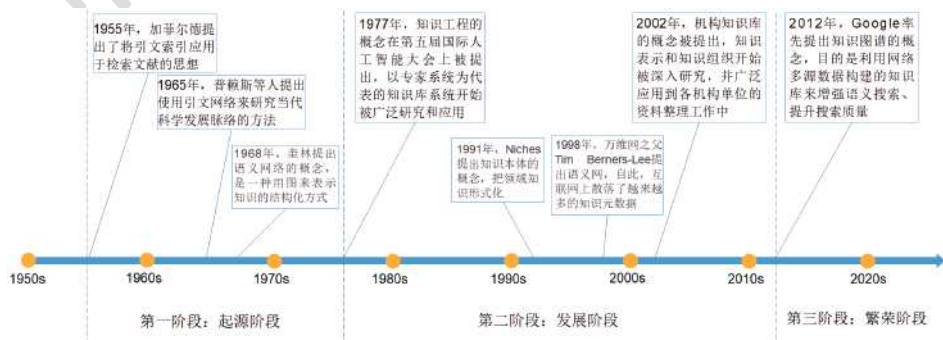 1955年，加菲尔德提
出了将引文索引应用
于检索文献的思想
1965年，普赖斯等人提出
使用引文网络来研究当代
科学发展脉络的方法
1968年，奎林提出
语义网络的概念，
是一种用图来表示
知识的结构化方式
1977年，知识工程的
概念在第五届国际人
工智能大会上被提
出，以专家系统为代
表的知识库系统开始
被广泛研究和应用
1991年，Niches
提出知识本体的
概念，把领域知
识形式化
1998年，万维网之父
Tim Berners-Lee提
出语义网，自此，互
联网上散落了越来越
多的知识元数据
2002年，机构知识库
的概念被提出，知识
表示和知识组织开始
被深入研究，并广泛
应用到各机构单位的
资料整理工作中
2012年，Google率
先提出知识图谱的概
念，目的是利用网络
多源数据构建的知识
库来增强语义搜索、
提升搜索质量
1950s
1960s
1970s
1980s
1990s
2000s
2010s
2020s
第一阶段：起源阶段
第二阶段：发展阶段
第三阶段：繁荣阶段